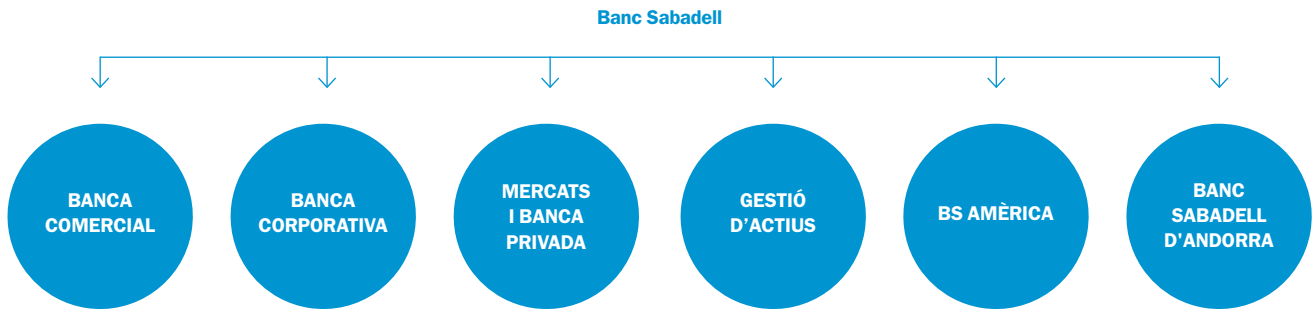 Banc Sabadell
BANCA
COMERCIAL
BANCA
CORPORATIVA
MERCATS
I BANCA
PRIVADA
GESTIÓ
D’ACTIUS
BS AMÈRICA
BANC
SABADELL
D'ANDORRA